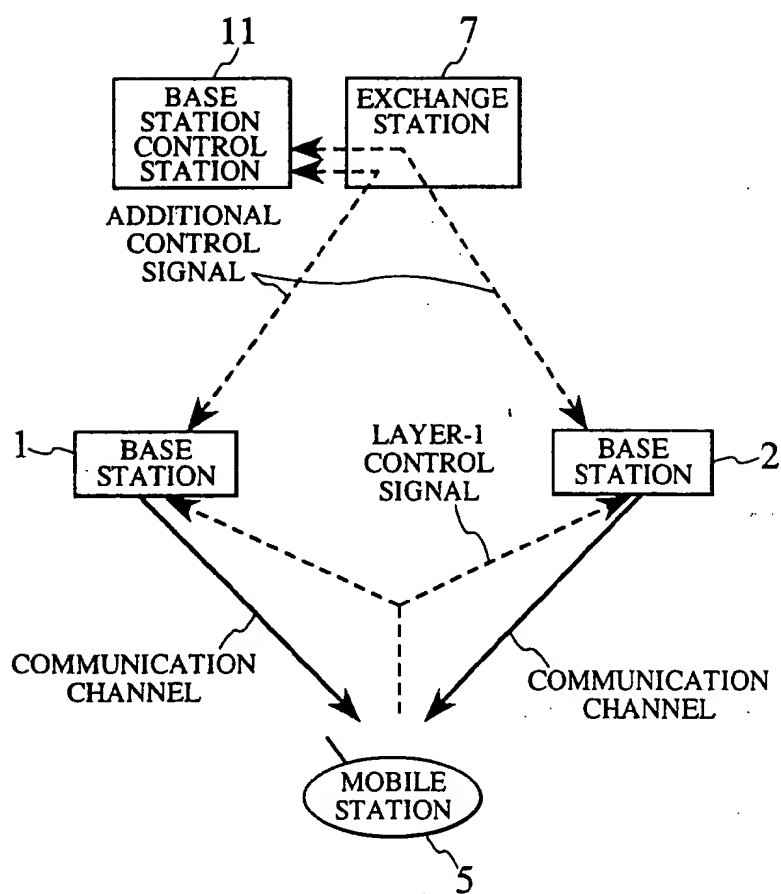 11
7
BASE
STATION
CONTROL
STATION
EXCHANGE
STATION
ADDITIONAL
CONTROL
SIGNAL
1
BASE
STATION
LAYER-1
CONTROL
SIGNAL
BASE
STATION
2
COMMUNICATION
CHANNEL
COMMUNICATION
CHANNEL
MOBILE
STATION
5